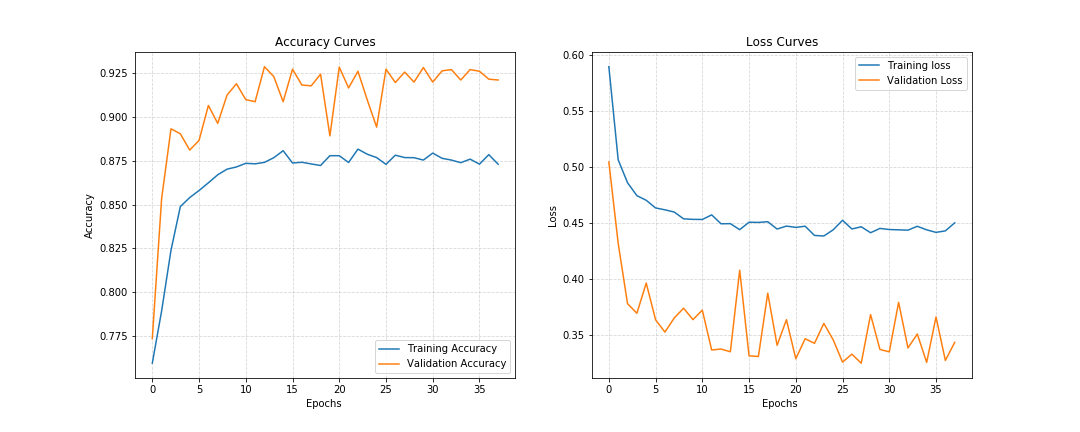 Accuracy Curves
Accuracy
0.925
0.900
0.875
0.850
0.825
0.800
0.775
0 5 10 15 20 25 30 35
Epochs
Training Accuracy
Validation Accuracy
Loss Curves
Loss
0.60
0.55
0.50
0.45
0.40
0.35
0 5 10 15 20 25 30 35
Epochs
Training loss
Validation Loss